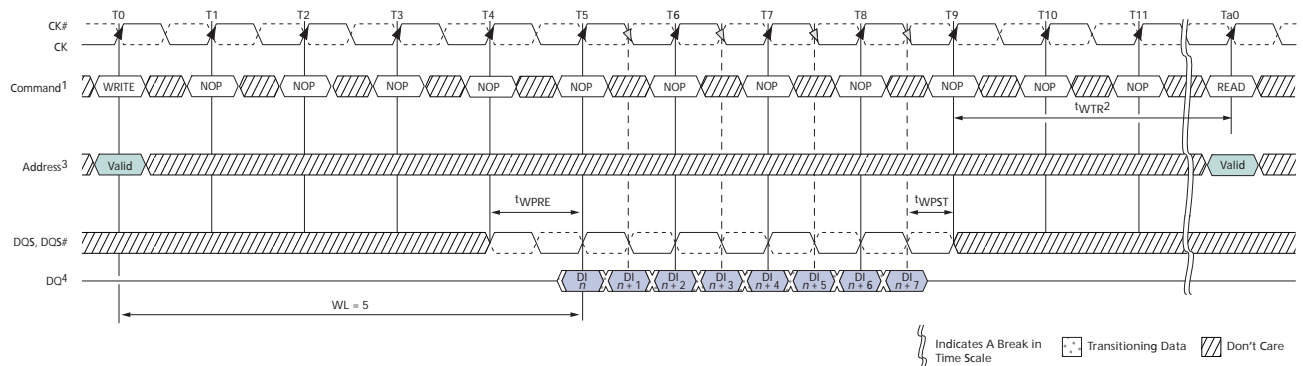 T0 T1 T2 T3 T4 T5 T6 T7 T8 T9 T10 T11 Ta0
CK#
CK
Command1 WRITE NOP NOP NOP NOP NOP NOP NOP NOP NOP NOP NOP READ
tWTR2
Address3 Valid Valid
tWPRE tWPST
DQS, DQS#
DQ4 DI n DI n + 1 DI n + 2 DI n + 3 DI n + 4 DI n + 5 DI n + 6 DI n + 7
WL = 5
Indicates A Break in
Time Scale
Transitioning Data
Don't Care